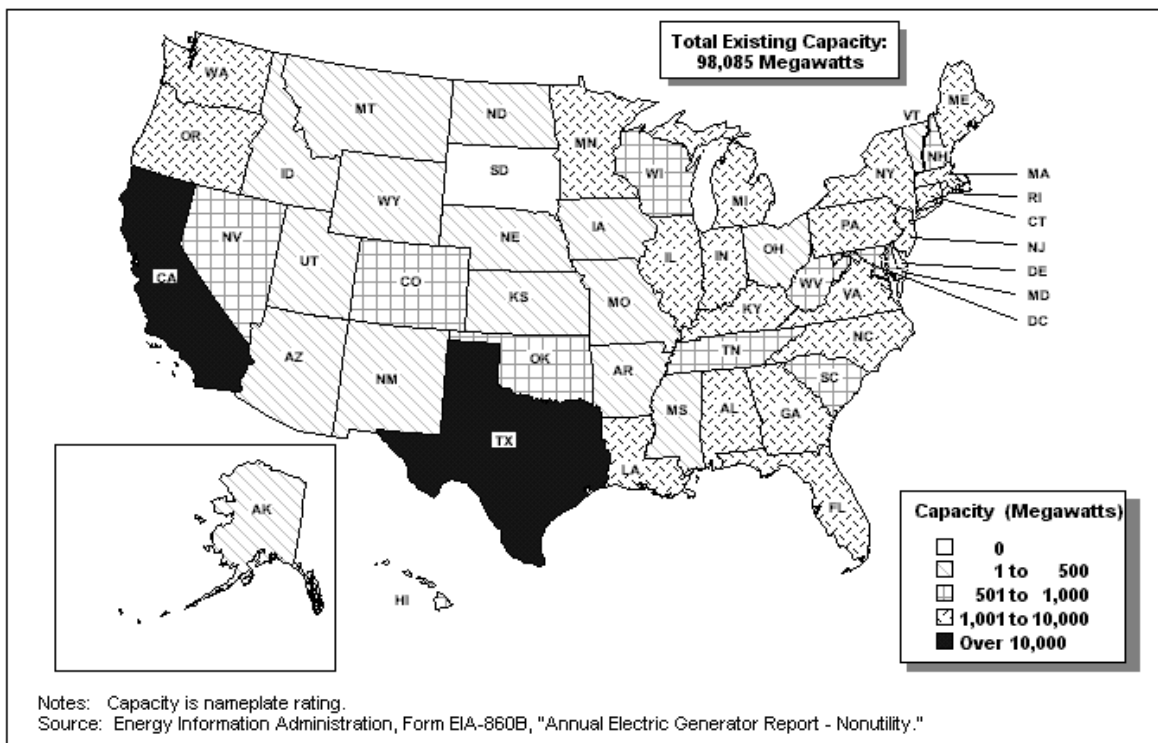 Total Existing Capacity:
98,085 Megawatts
WA
MT
ND
MN
VT
ME
OR
ID
SD
WI
NY
NH
MA
WY
MI
RI
CT
NV
NE
IA
PA
NJ
UT
CO
IL
IN
OH
DE
CA
KS
MO
WV
VA
MD
KY
DC
NC
AZ
NM
OK
TN
AR
SC
MS
AL
GA
TX
LA
FL
AK
HI
Capacity (Megawatts)
0
1 to 500
501 to 1,000
1,001 to 10,000
Over 10,000
Notes: Capacity is nameplate rating.
Source: Energy Information Administration, Form EIA-860B, "Annual Electric Generator Report - Nonutility."